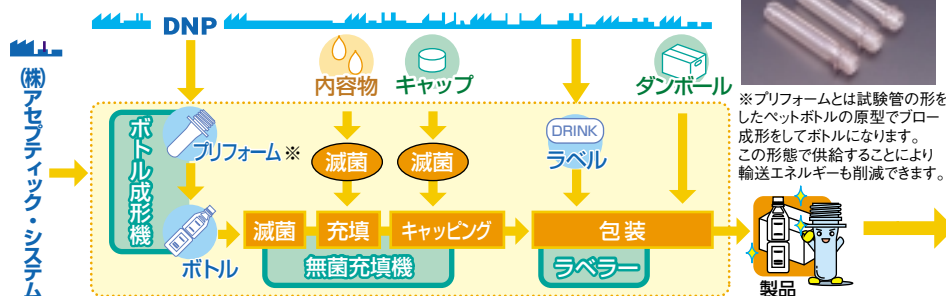 DNP
(株)アセプティック・システム
内容物
キャップ
ダンボール
ボトル成形機
プリフォーム※
滅菌
滅菌
DRINK
ラベル
ボトル
滅菌
充填
キャッピング
包装
無菌充填機
ラベラー
※プリフォームとは試験管の形を
したペットボトルの原型でブロー
成形をしてボトルになります。
この形態で供給することにより
輸送エネルギーも削減できます。
製品